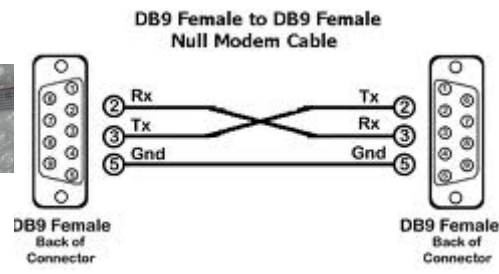 DB9 Female to DB9 Female
Null Modem Cable
② Rx Tx ②
③ Tx Rx ③
⑤ Gnd Gnd ⑤
DB9 Female DB9 Female
Back of Back of
Connector Connector